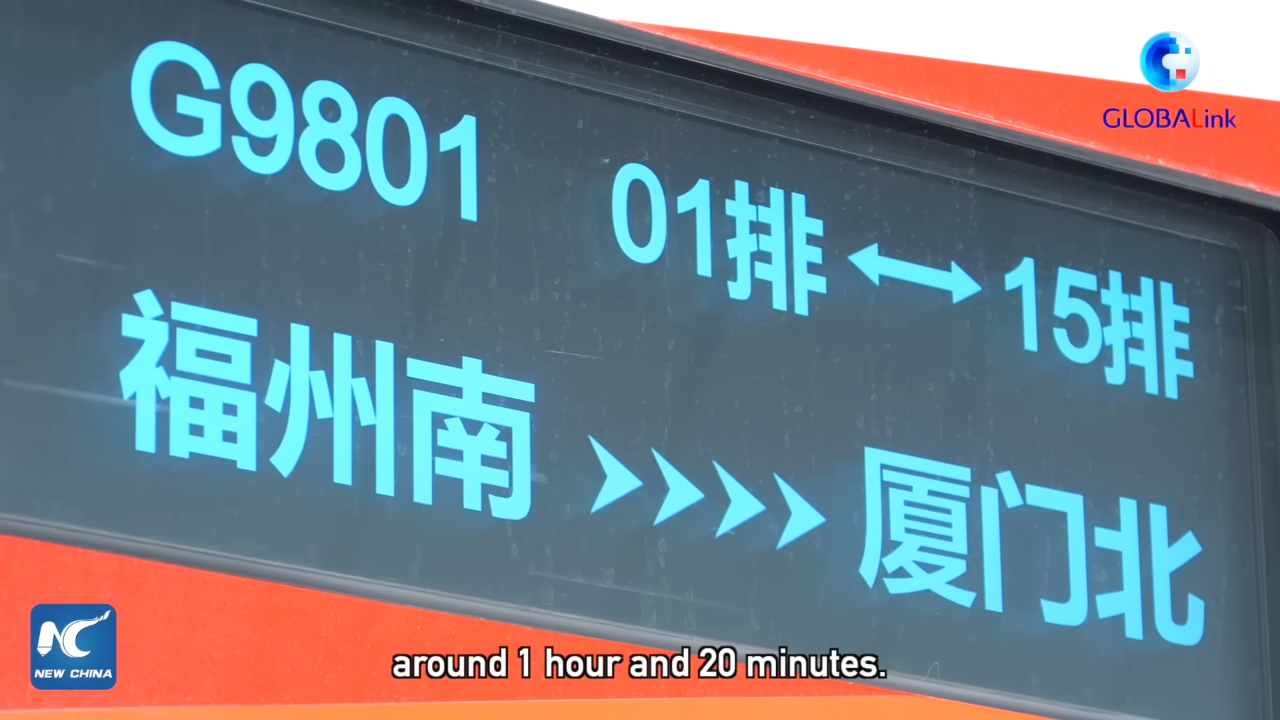 GLOBALink
G9801 01排 ↔ 15排
福州南 >>>> 厦门北
around 1 hour and 20 minutes.
NC
NEW CHINA